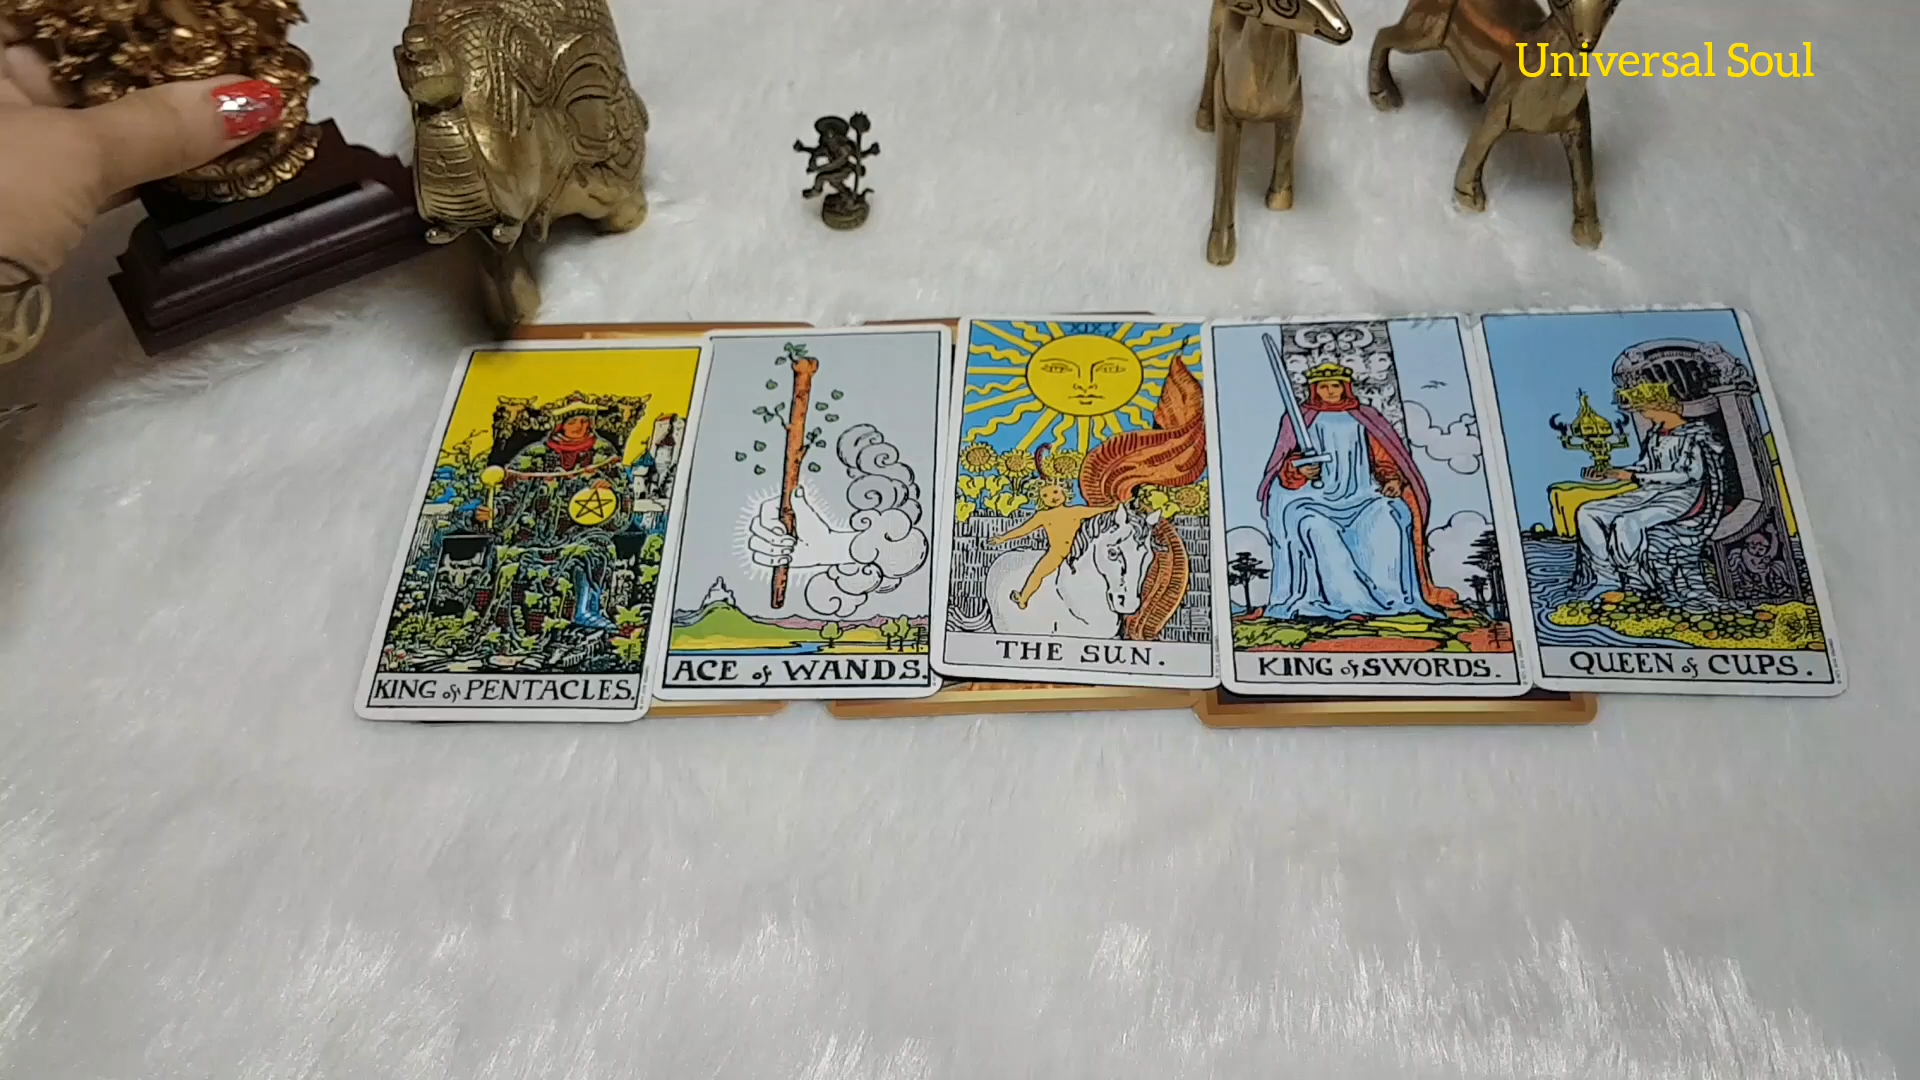 Universal Soul
XIX
KING of PENTACLES.
ACE of WANDS.
THE SUN.
KING of SWORDS.
QUEEN of CUPS.